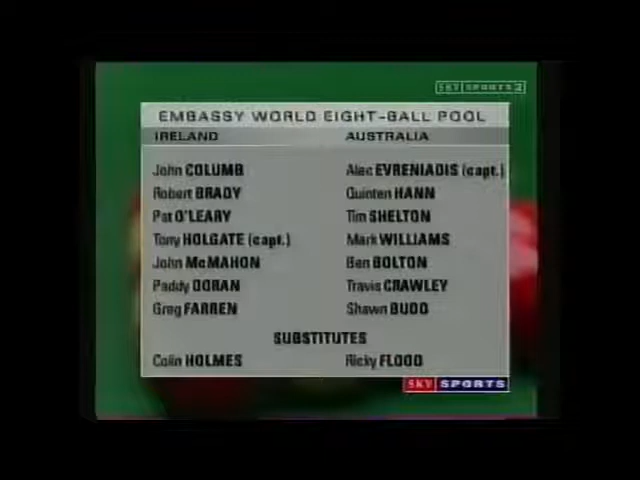 SKY SPORTS 2
EMBASSY WORLD EIGHT-BALL POOL
IRELAND AUSTRALIA
John COLUMB Alec EVRENIADIS (capt.)
Robert BRADY Quinten HANN
Pat O'LEARY Tim SHELTON
Tony HOLGATE (capt.) Mark WILLIAMS
John McMAHON Ben BOLTON
Paddy DORAN Travis CRAWLEY
Greg FARREN Shawn BUDD
SUBSTITUTES
Colin HOLMES Ricky FLOOD
SKY SPORTS